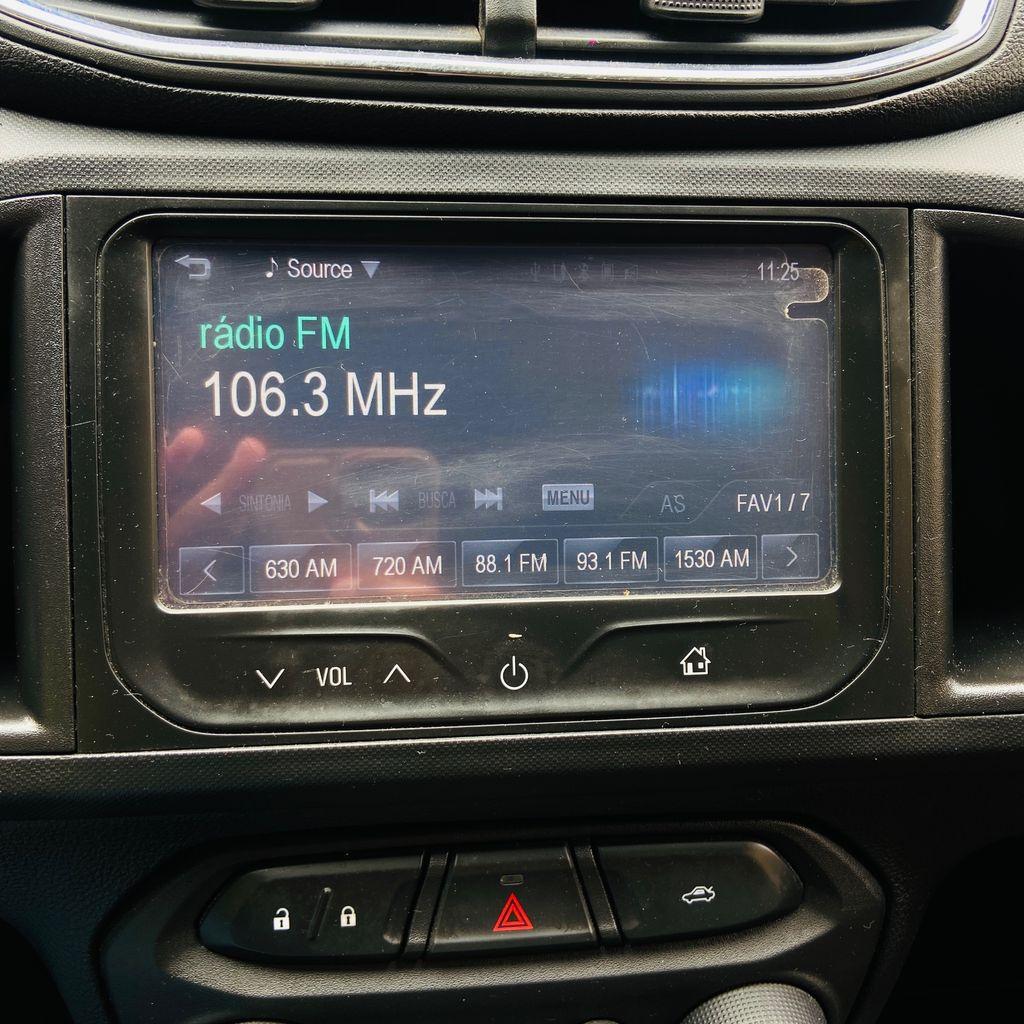 Source 11:25
rádio FM
106.3 MHz
SINTONIA BUSCA MENU AS FAV1 / 7
630 AM 720 AM 88.1 FM 93.1 FM 1530 AM
VOL